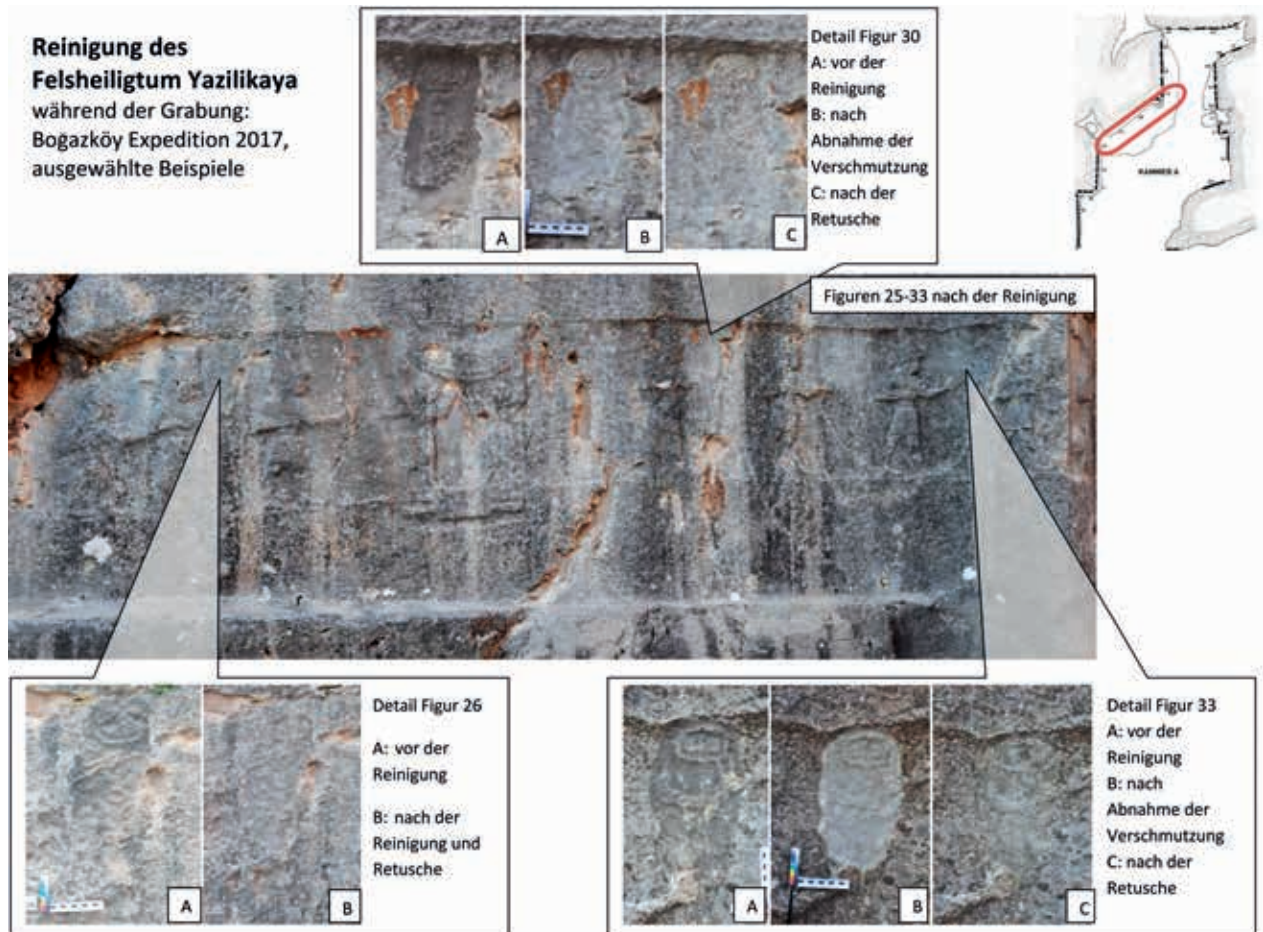 Reinigung des
Felsheiligtum Yazilikaya
während der Grabung:
Boğazköy Expedition 2017,
ausgewählte Beispiele
Detail Figur 30
A: vor der
Reinigung
B: nach
Abnahme der
Verschmutzung
C: nach der
Retusche
A
B
C
KAMMER A
Figuren 25-33 nach der Reinigung
Detail Figur 26
A: vor der
Reinigung
B: nach der
Reinigung und
Retusche
A
B
Detail Figur 33
A: vor der
Reinigung
B: nach
Abnahme der
Verschmutzung
C: nach der
Retusche
A
B
C